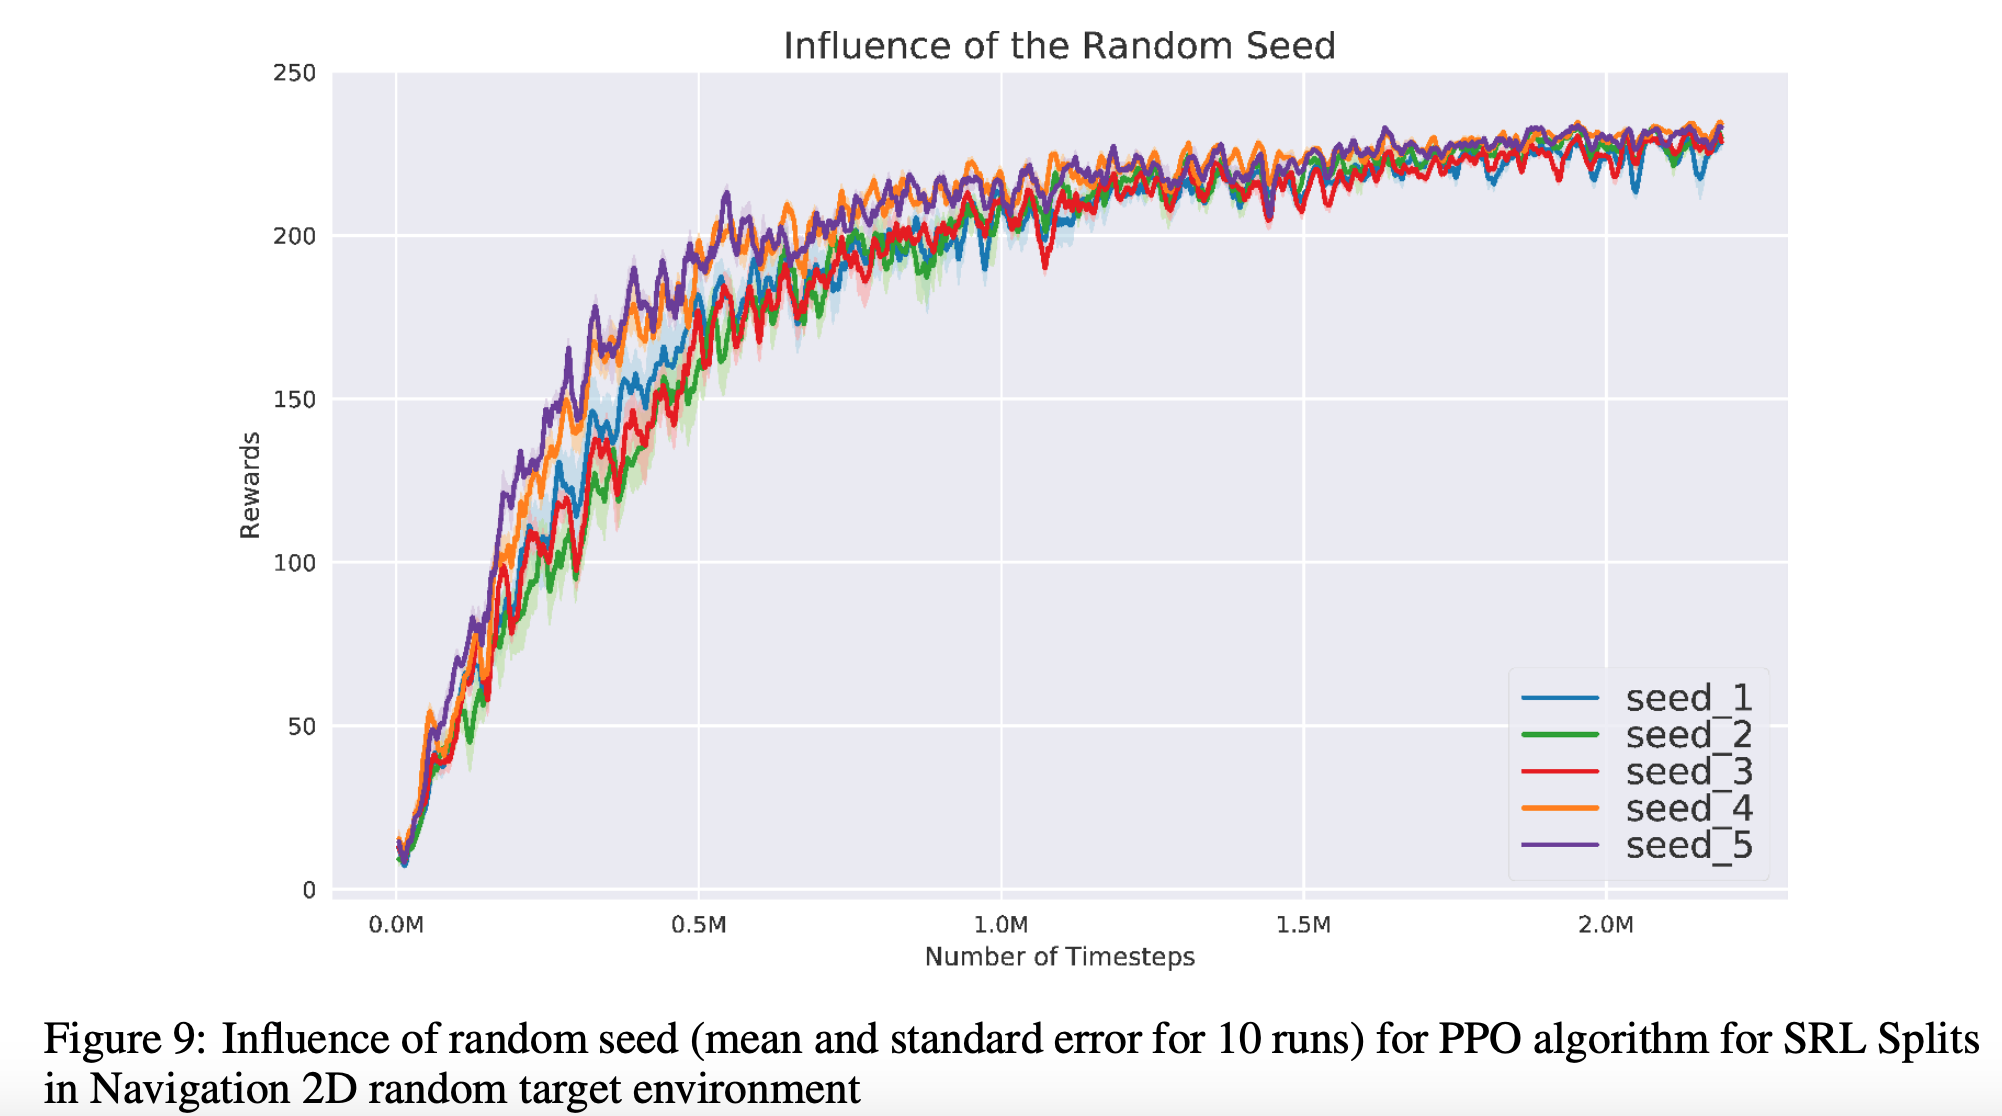 Influence of the Random Seed
250
200
150
100
50
0
Rewards
0.0M 0.5M 1.0M 1.5M 2.0M
Number of Timesteps
seed_1
seed_2
seed_3
seed_4
seed_5
Figure 9: Influence of random seed (mean and standard error for 10 runs) for PPO algorithm for SRL Splits
in Navigation 2D random target environment